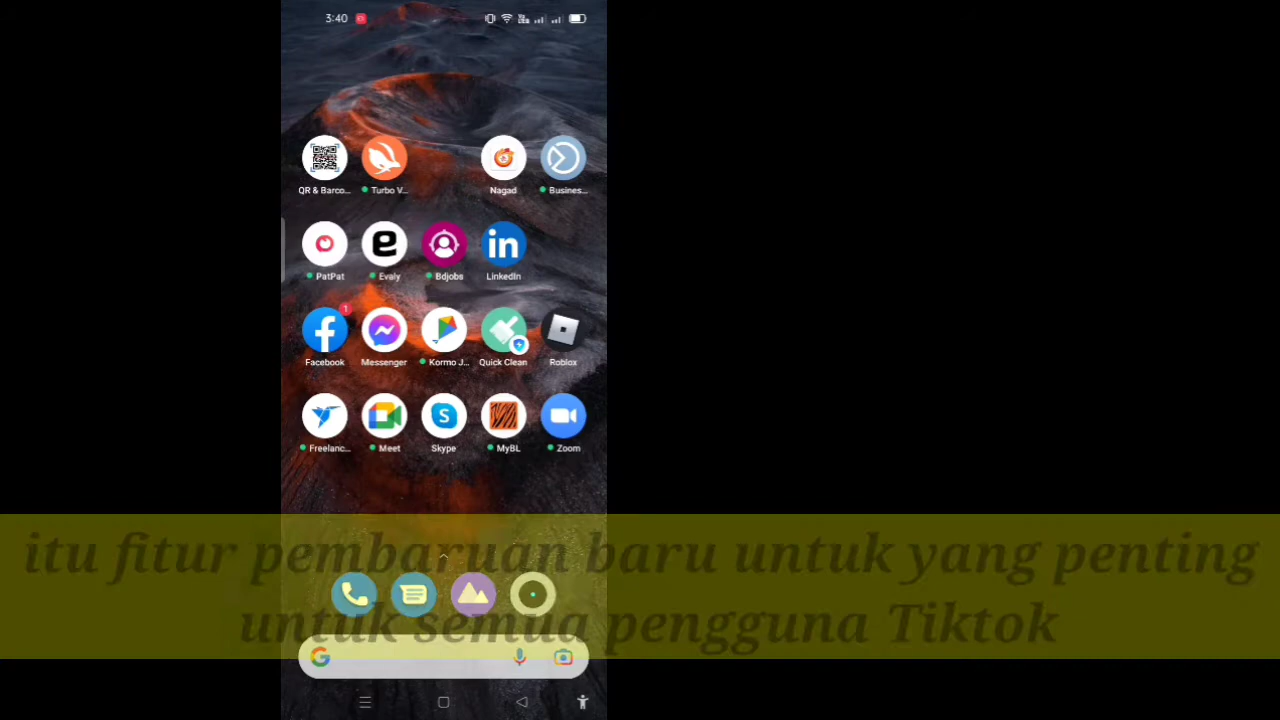 3:40
QR & Barco...
Turbo V...
Nagad
Busines...
PatPat
Evaly
Bdjobs
LinkedIn
Facebook
Messenger
Kormo J...
Quick Clean
Roblox
Freelanc...
Meet
Skype
MyBL
Zoom
itu fitur pembaruan baru untuk yang penting
untuk semua pengguna Tiktok